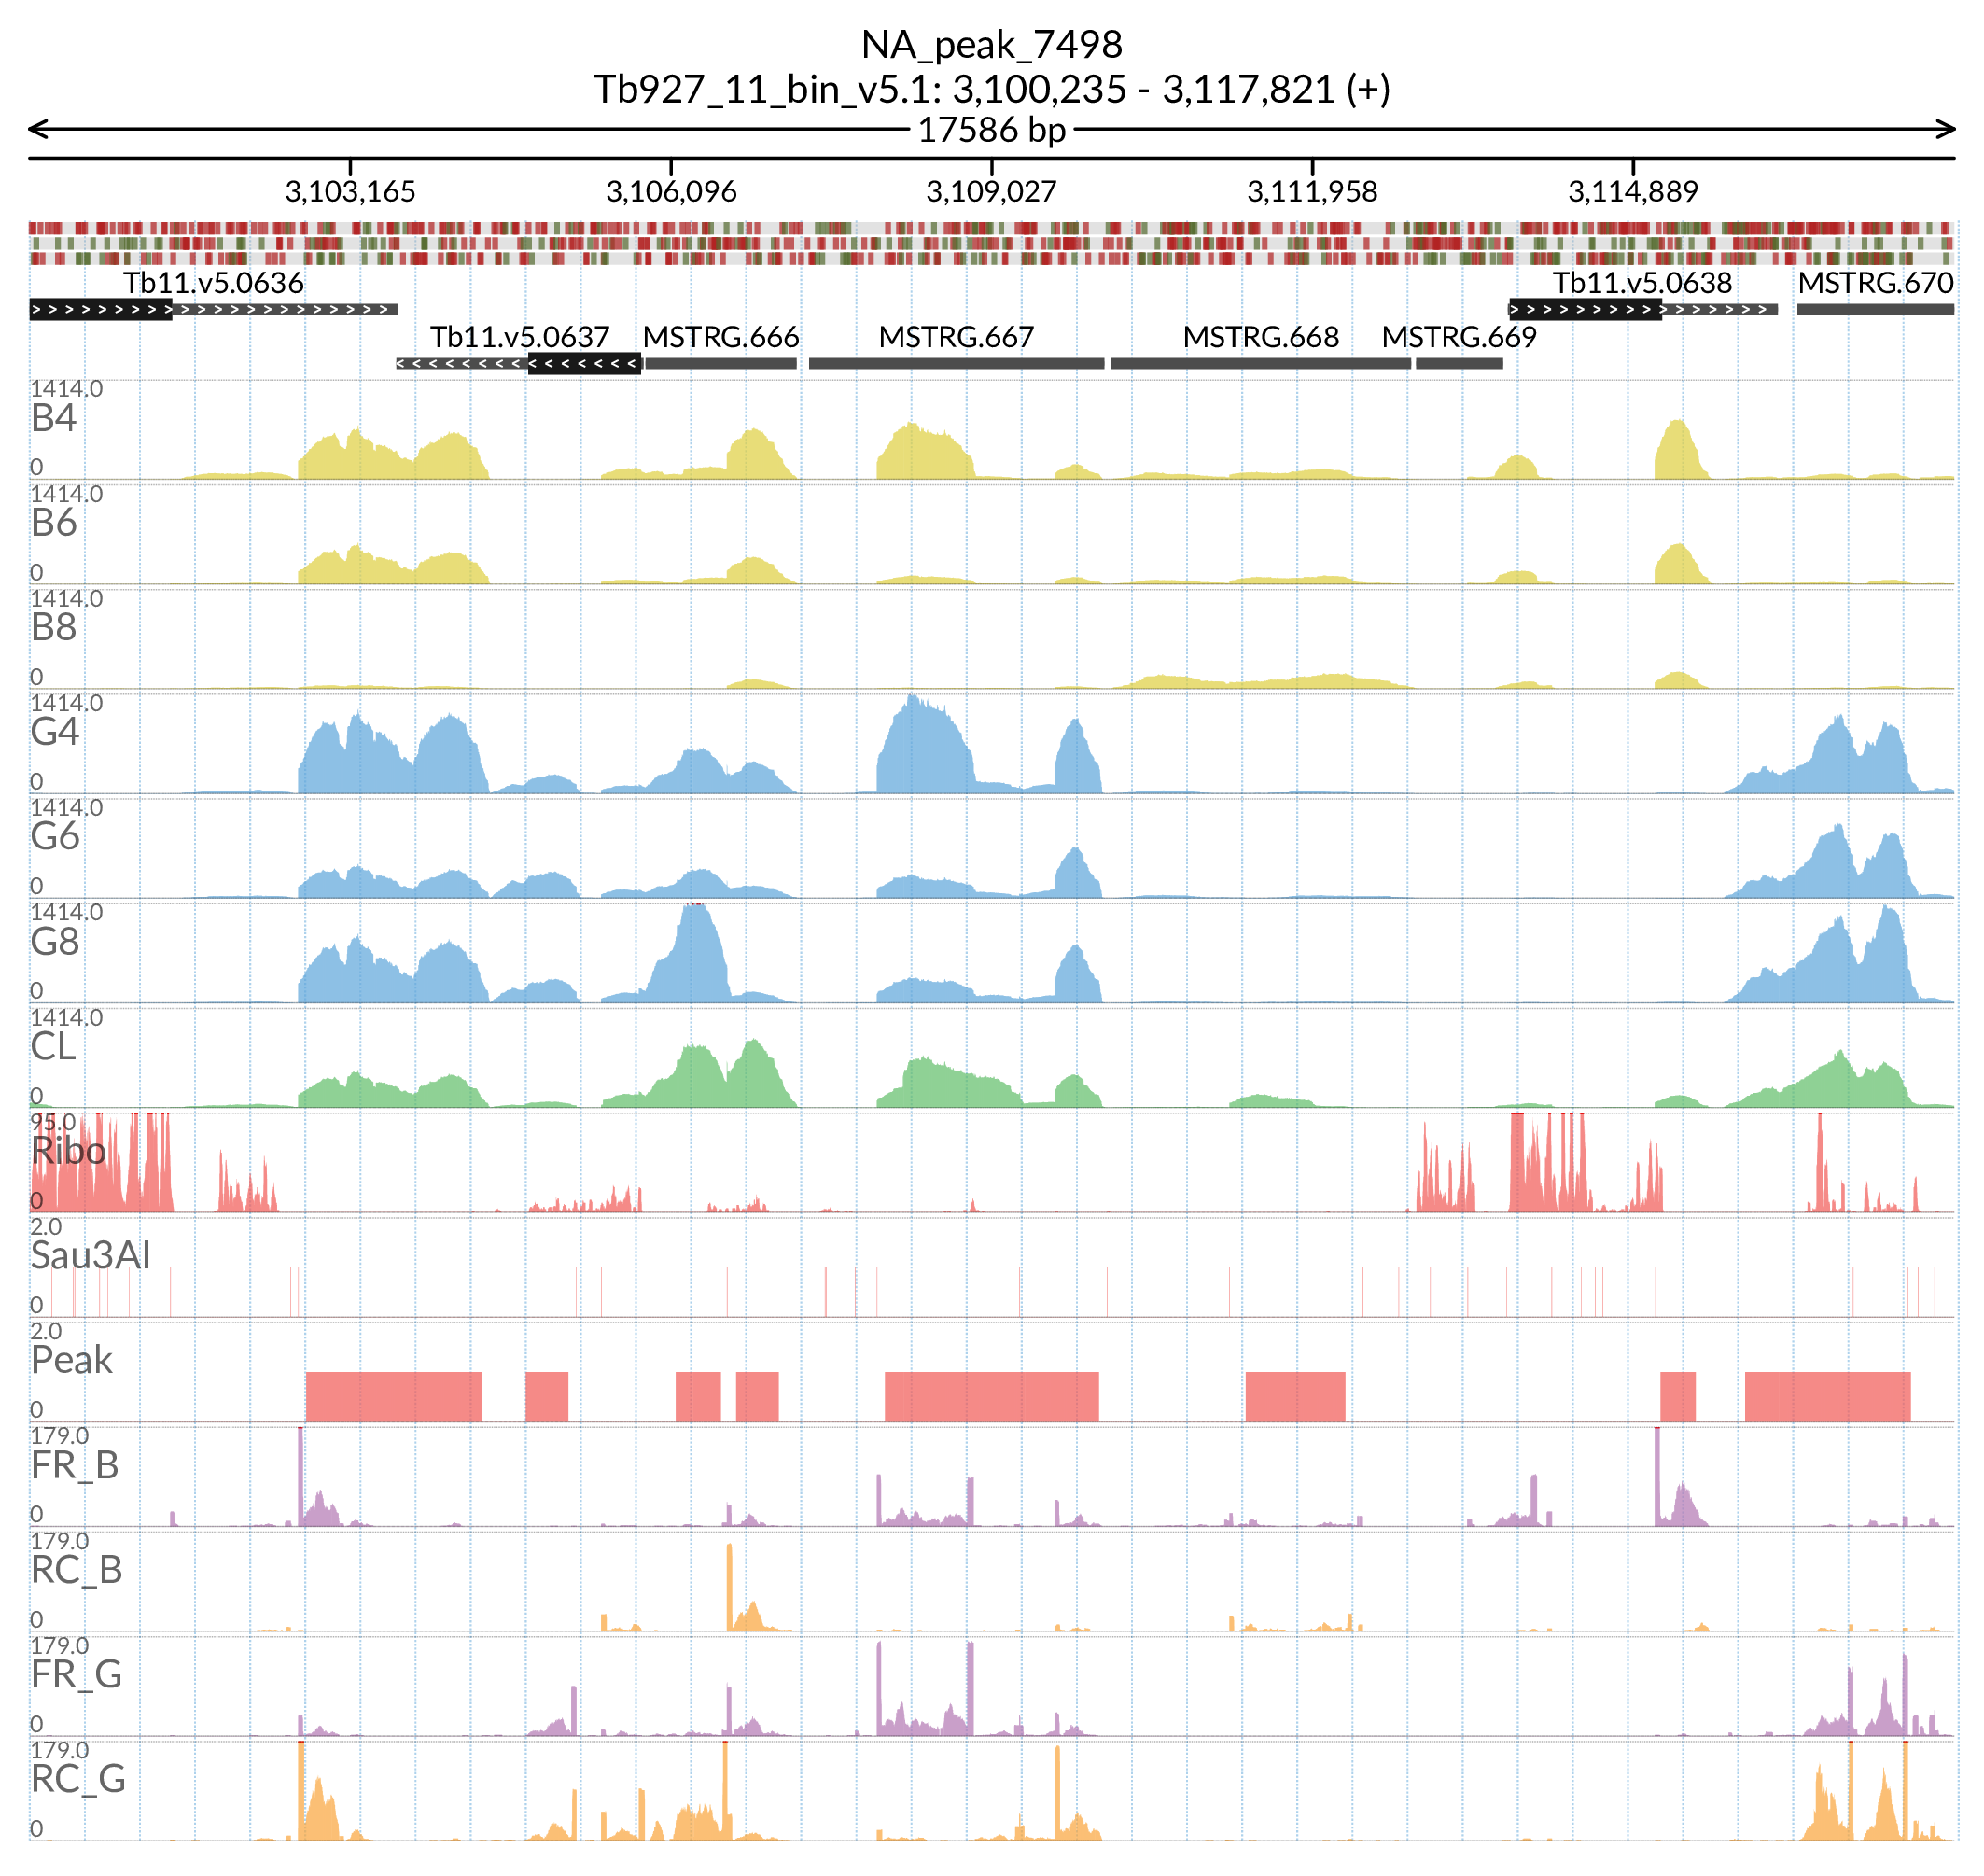 NA_peak_7498
Tb927_11_bin_v5.1: 3,100,235 - 3,117,821 (+)
17586 bp
3,103,165 3,106,096 3,109,027 3,111,958 3,114,889
Tb11.v5.0636 Tb11.v5.0638 MSTRG.670
Tb11.v5.0637 MSTRG.666 MSTRG.667 MSTRG.668 MSTRG.669
1414.0
B4
0
1414.0
B6
0
1414.0
B8
0
1414.0
G4
0
1414.0
G6
0
1414.0
G8
0
1414.0
CL
0
95.0
Ribo
0
2.0
Sau3AI
0
2.0
Peak
0
179.0
FR_B
0
179.0
RC_B
0
179.0
FR_G
0
179.0
RC_G
0